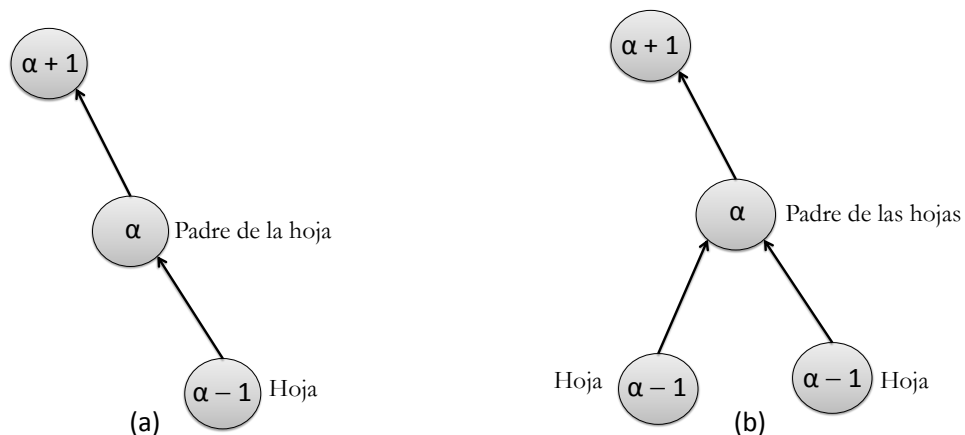 α + 1
α
Padre de la hoja
α – 1
Hoja
(a)
α + 1
α
Padre de las hojas
Hoja
α – 1
α – 1
Hoja
(b)